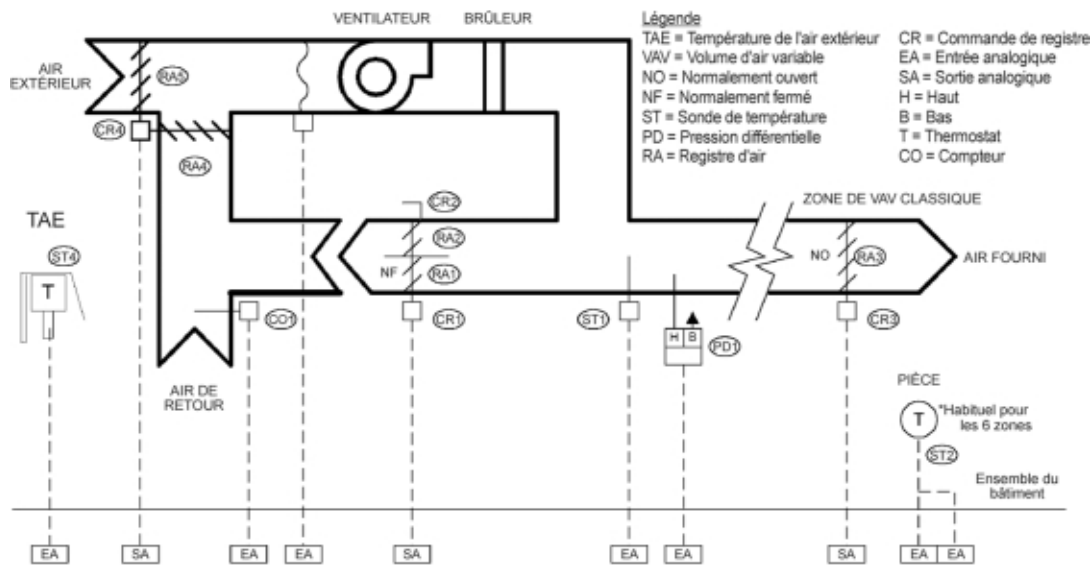 VENTILATEUR
BRÛLEUR
Légende
TAE = Température de l'air extérieur
VAV = Volume d'air variable
NO = Normalement ouvert
NF = Normalement fermé
ST = Sonde de température
PD = Pression différentielle
RA = Registre d'air
CR = Commande de registre
EA = Entrée analogique
SA = Sortie analogique
H = Haut
B = Bas
T = Thermostat
CO = Compteur
AIR
EXTÉRIEUR
RA5
CR4
RA4
TAE
ST4
T
CR2
RA2
NF
RA1
ZONE DE VAV CLASSIQUE
NO
RA3
AIR FOURNI
CO1
CR1
ST1
H B
PD1
CR3
AIR DE
RETOUR
PIÈCE
T
*Habituel pour
les 6 zones
ST2
Ensemble du
bâtiment
EA SA EA EA SA EA EA SA EA EA